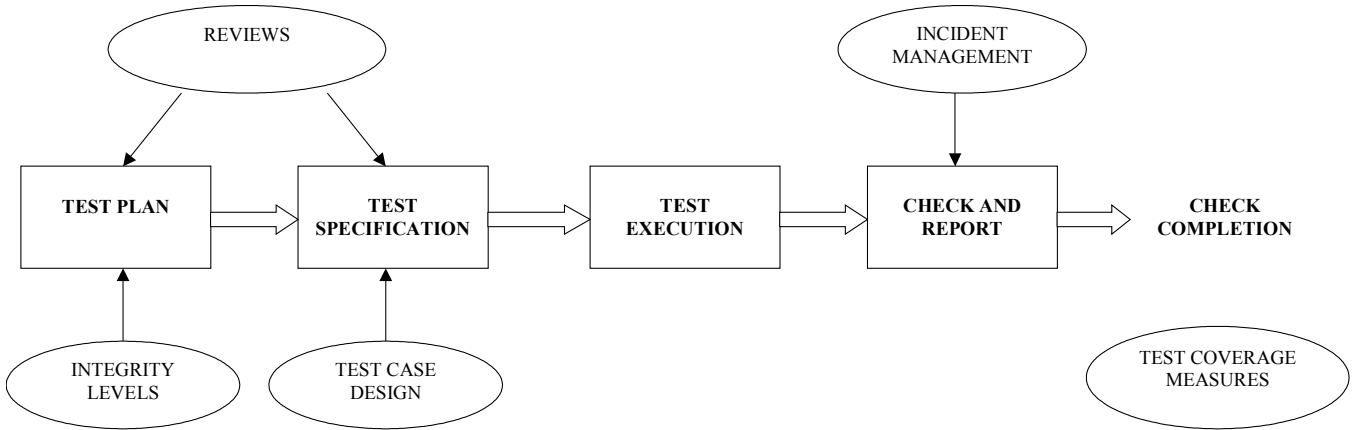 REVIEWS
INCIDENT
MANAGEMENT
TEST PLAN
TEST
SPECIFICATION
TEST
EXECUTION
CHECK AND
REPORT
CHECK
COMPLETION
INTEGRITY
LEVELS
TEST CASE
DESIGN
TEST COVERAGE
MEASURES